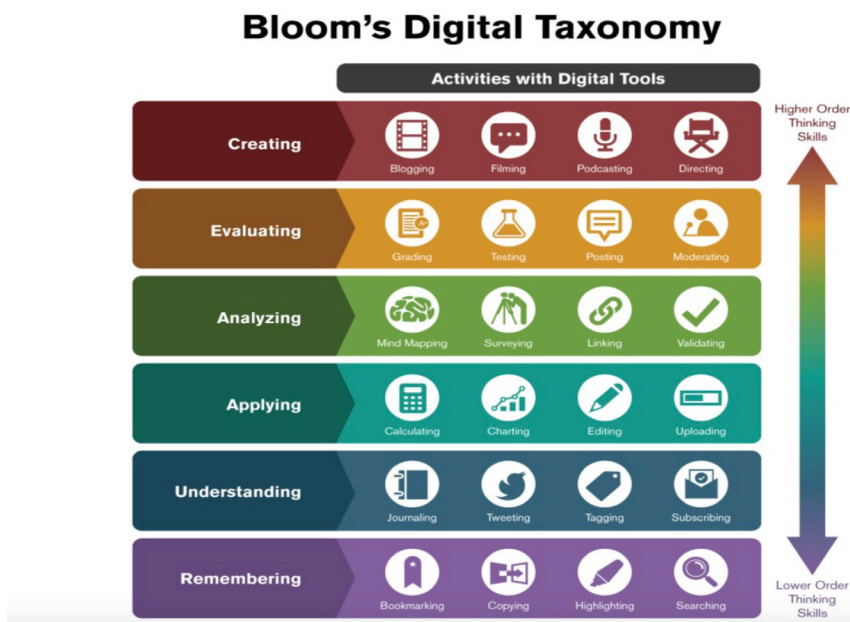 Bloom's Digital Taxonomy
Activities with Digital Tools
Higher Order
Thinking
Skills
Creating
Blogging Filming Podcasting Directing
Evaluating
Grading Testing Posting Moderating
Analyzing
Mind Mapping Surveying Linking Validating
Applying
Calculating Charting Editing Uploading
Understanding
Journaling Tweeting Tagging Subscribing
Remembering
Bookmarking Copying Highlighting Searching
Lower Order
Thinking
Skills